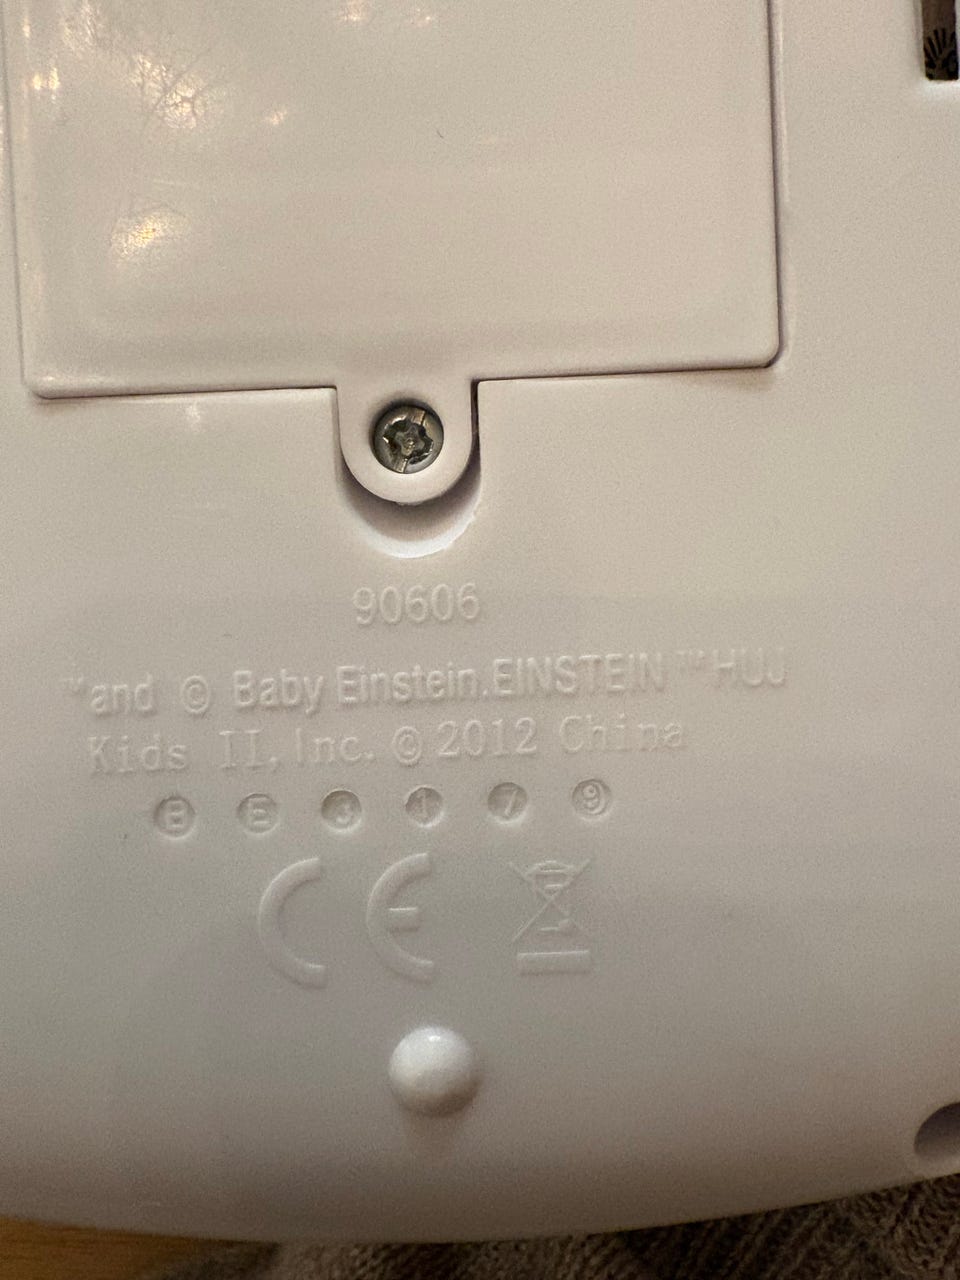 90606
™and © Baby Einstein.EINSTEIN ™HUJ
Kids II, Inc. © 2012 China
B E 3 1 7 9
CE